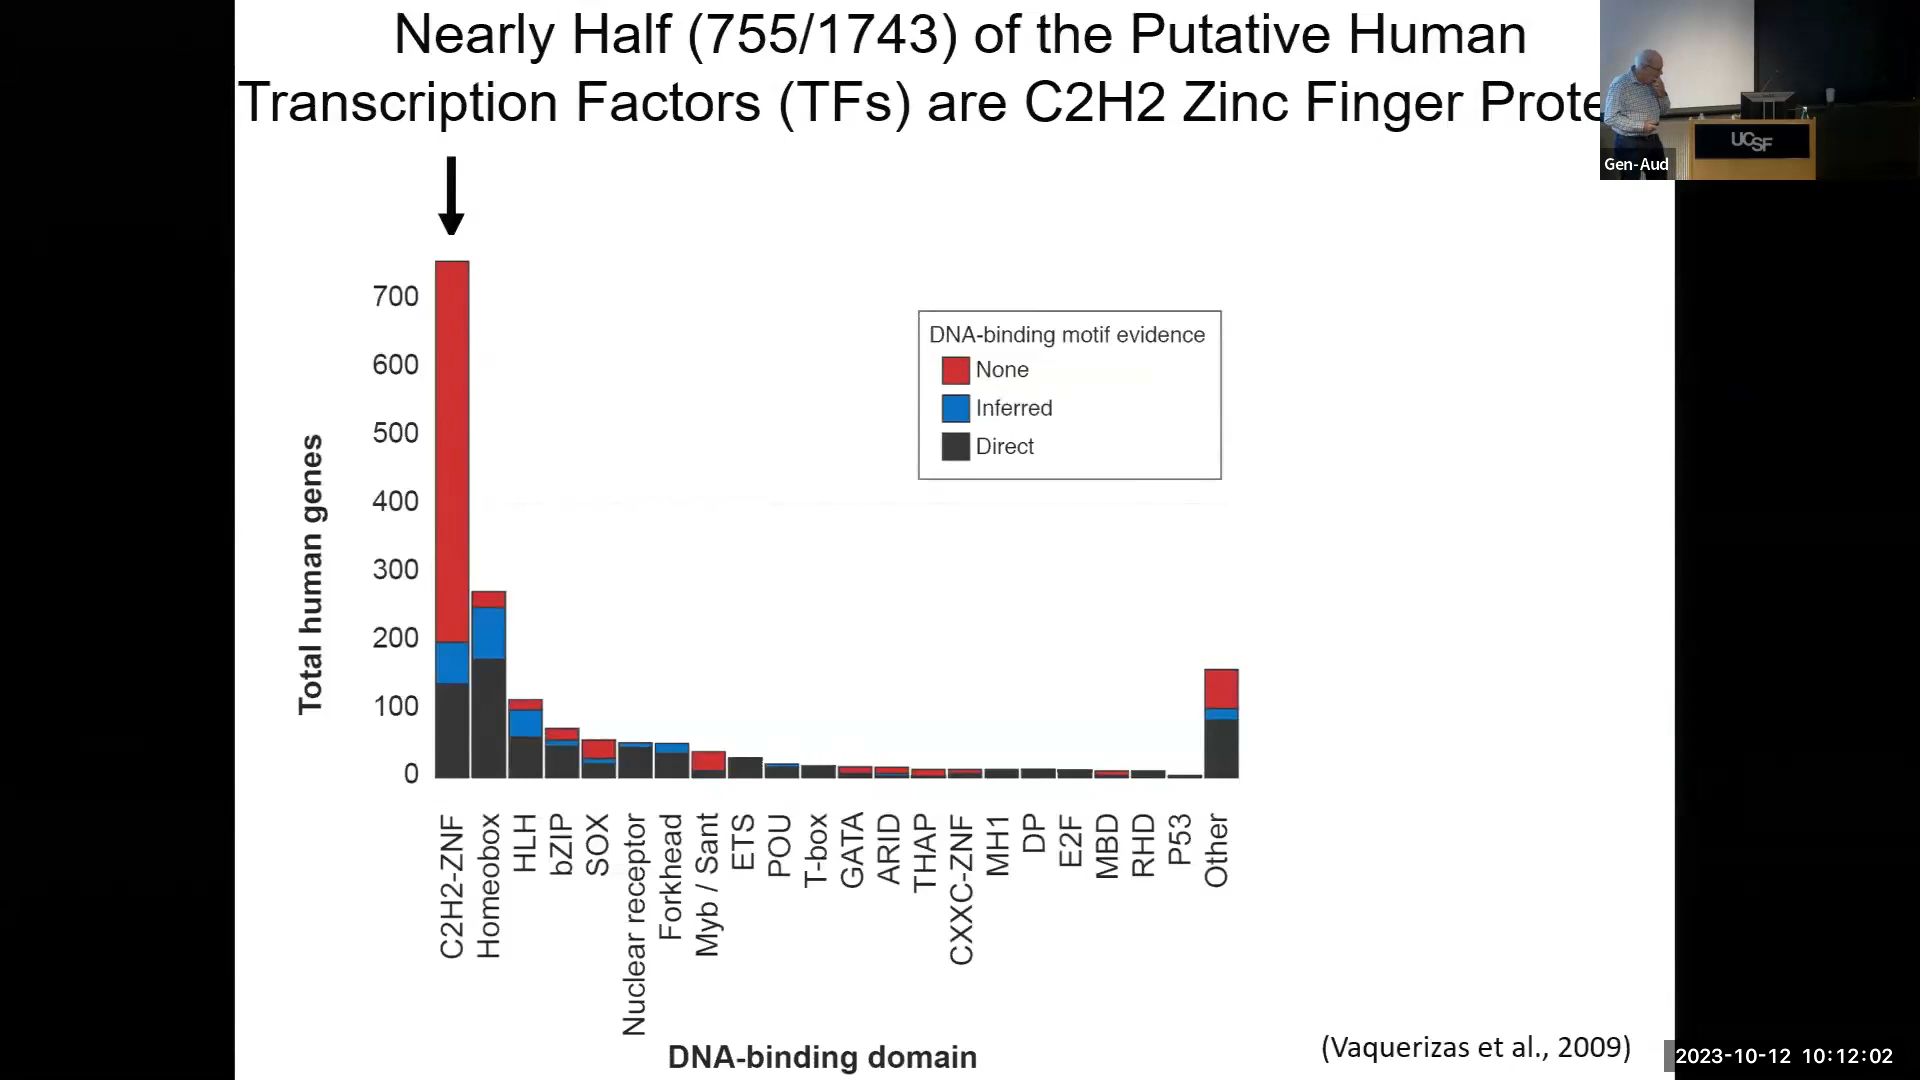 Nearly Half (755/1743) of the Putative Human
Transcription Factors (TFs) are C2H2 Zinc Finger Prote
UCSF
Gen-Aud
700
600
500
400
300
200
100
0
Total human genes
DNA-binding motif evidence
None
Inferred
Direct
C2H2-ZNF
Homeobox
HLH
bZIP
SOX
Nuclear receptor
Forkhead
Myb / Sant
ETS
POU
T-box
GATA
ARID
THAP
CXXC-ZNF
MH1
DP
E2F
MBD
RHD
P53
Other
DNA-binding domain
(Vaquerizas et al., 2009)
2023-10-12 10:12:02